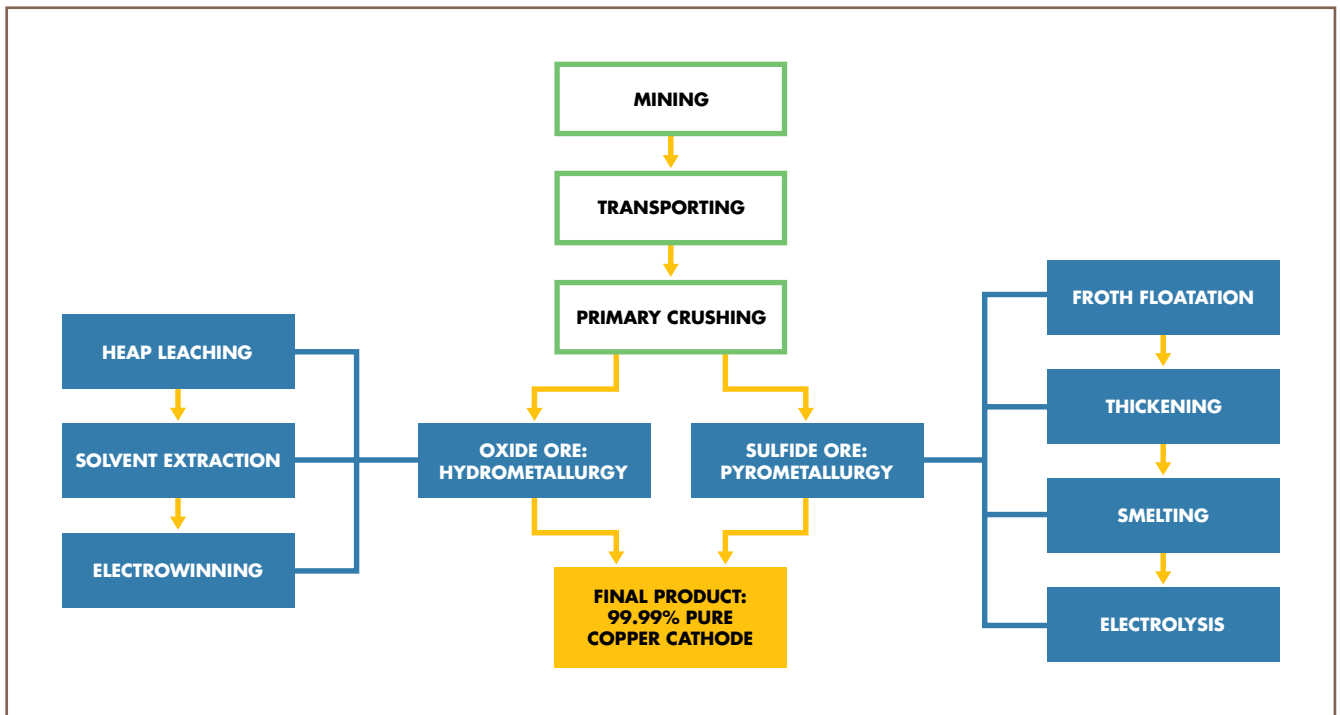 MINING
TRANSPORTING
PRIMARY CRUSHING
HEAP LEACHING
SOLVENT EXTRACTION
ELECTROWINNING
OXIDE ORE:
HYDROMETALLURGY
SULFIDE ORE:
PYROMETALLURGY
FROTH FLOATATION
THICKENING
SMELTING
ELECTROLYSIS
FINAL PRODUCT:
99.99% PURE
COPPER CATHODE